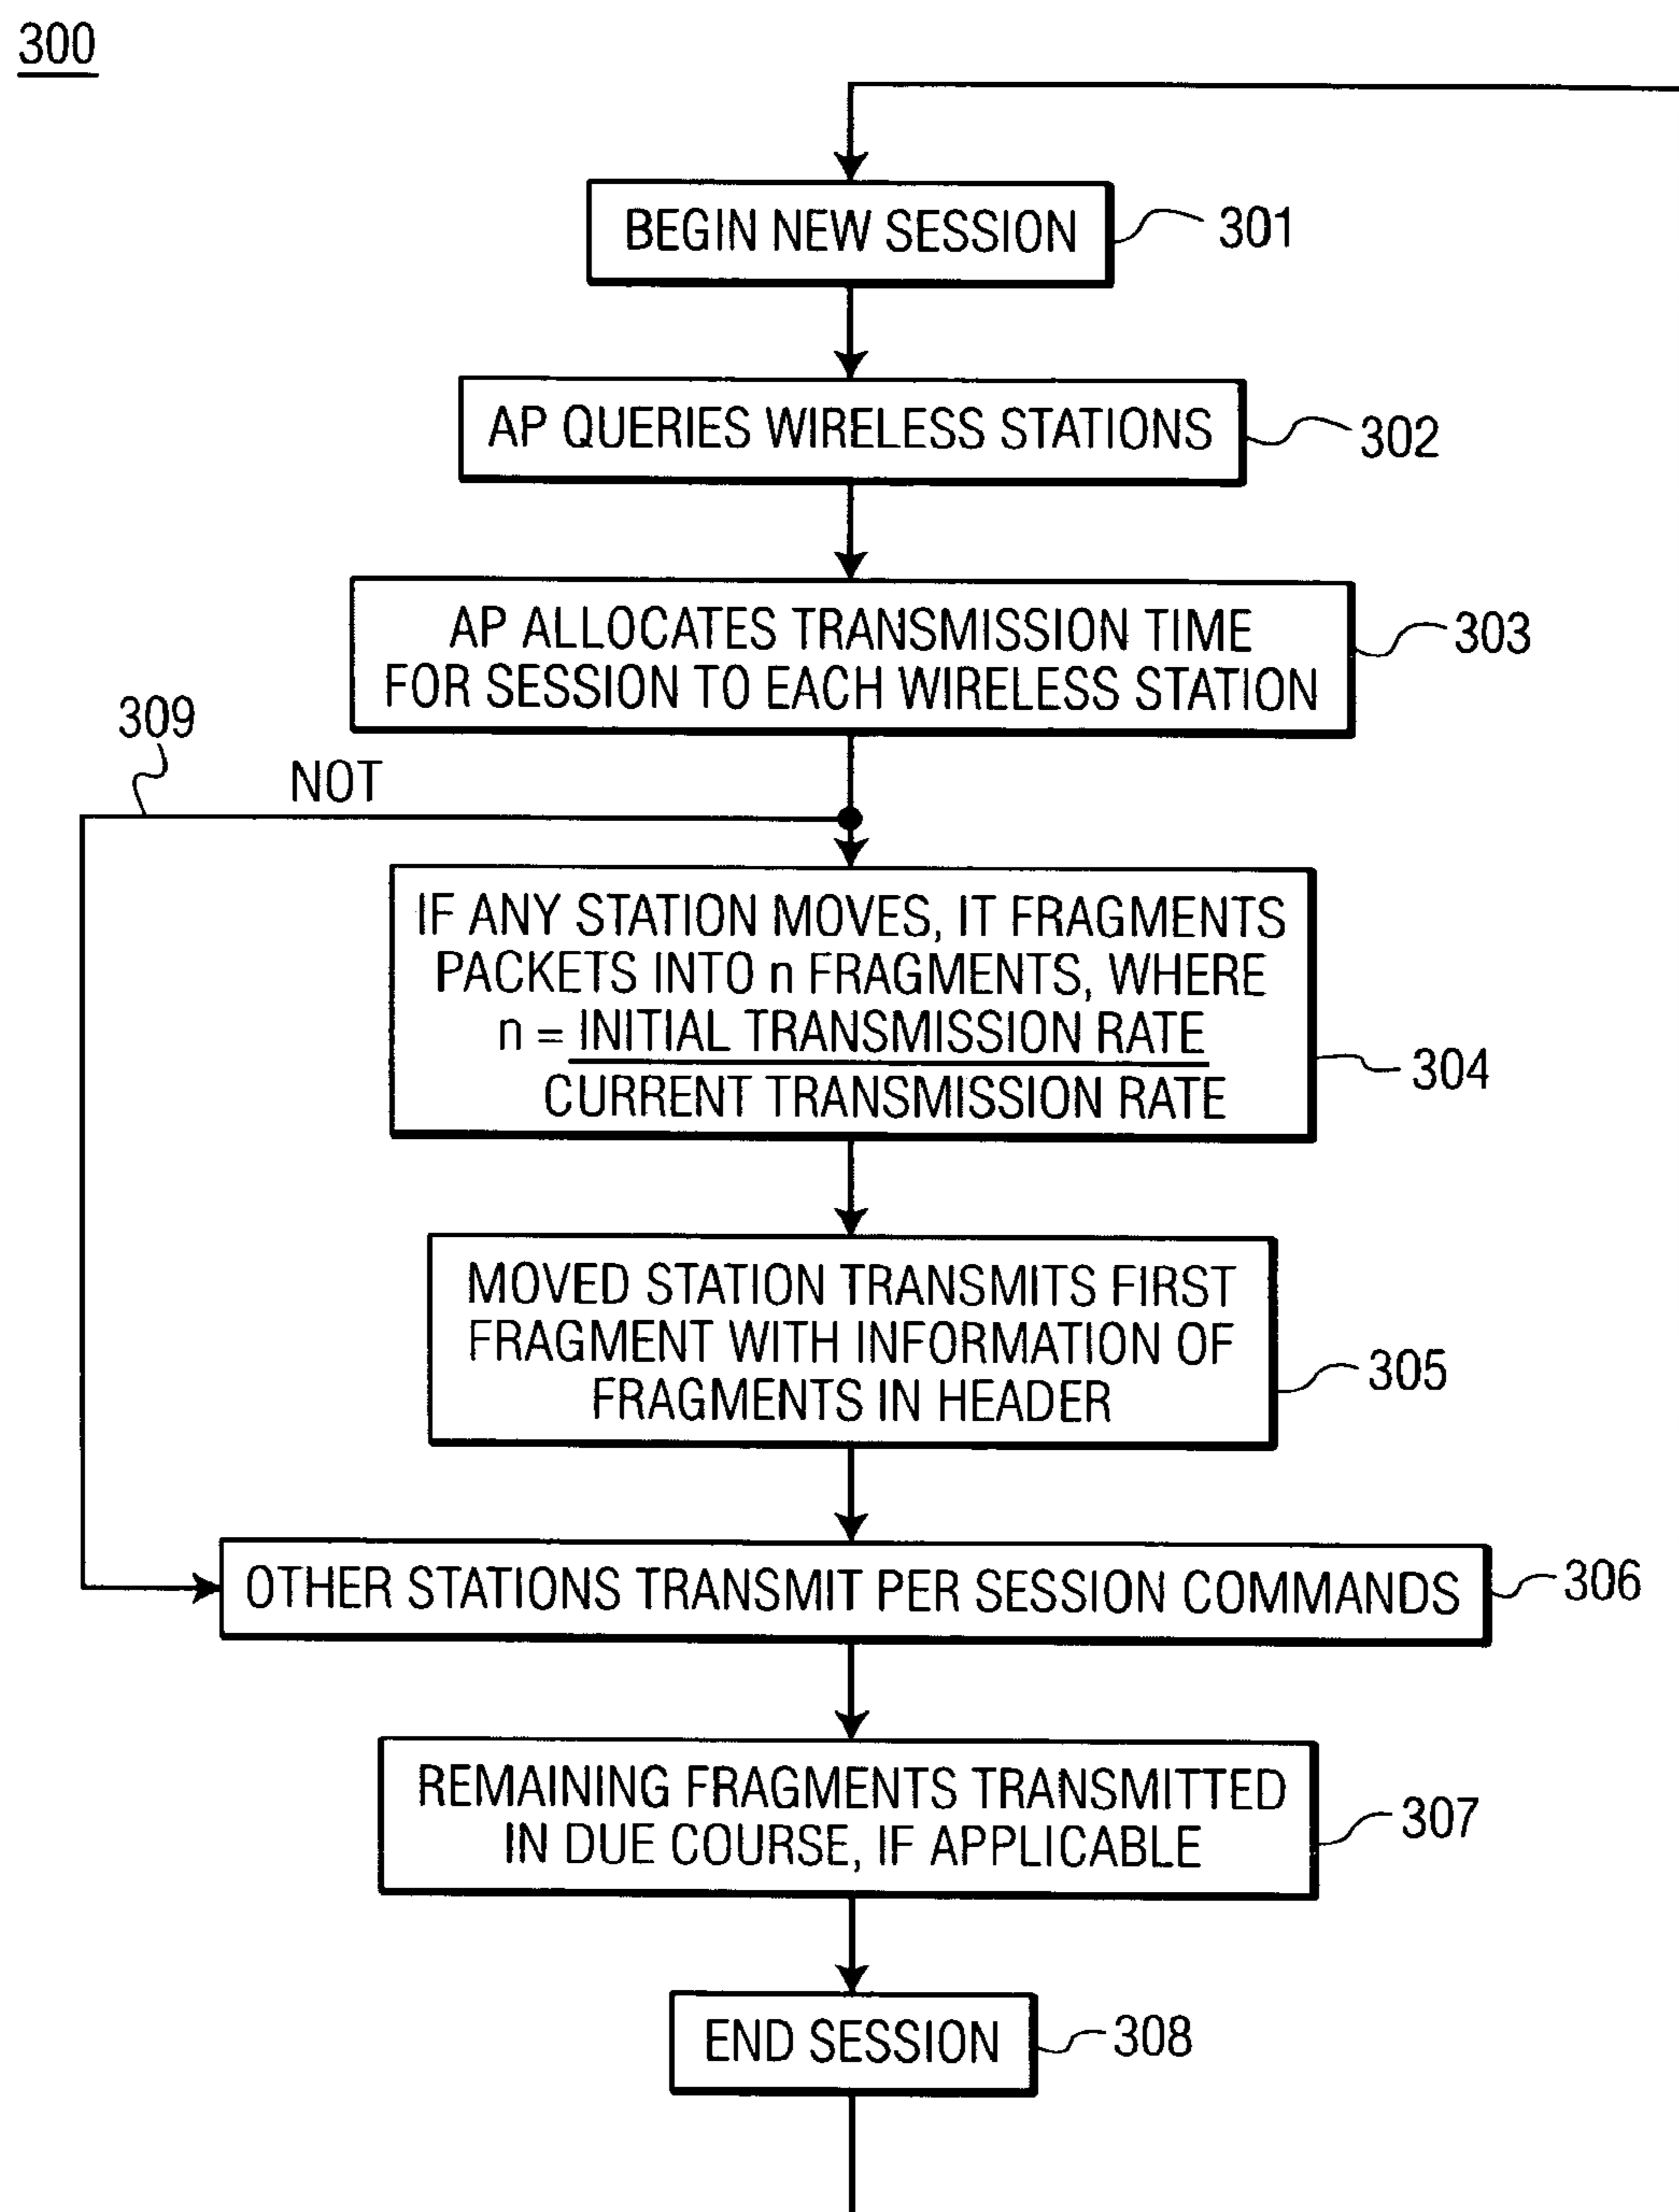 300
BEGIN NEW SESSION
301
AP QUERIES WIRELESS STATIONS
302
AP ALLOCATES TRANSMISSION TIME
FOR SESSION TO EACH WIRELESS STATION
303
309
NOT
IF ANY STATION MOVES, IT FRAGMENTS
PACKETS INTO n FRAGMENTS, WHERE
n = INITIAL TRANSMISSION RATE
CURRENT TRANSMISSION RATE
304
MOVED STATION TRANSMITS FIRST
FRAGMENT WITH INFORMATION OF
FRAGMENTS IN HEADER
305
OTHER STATIONS TRANSMIT PER SESSION COMMANDS
306
REMAINING FRAGMENTS TRANSMITTED
IN DUE COURSE, IF APPLICABLE
307
END SESSION
308